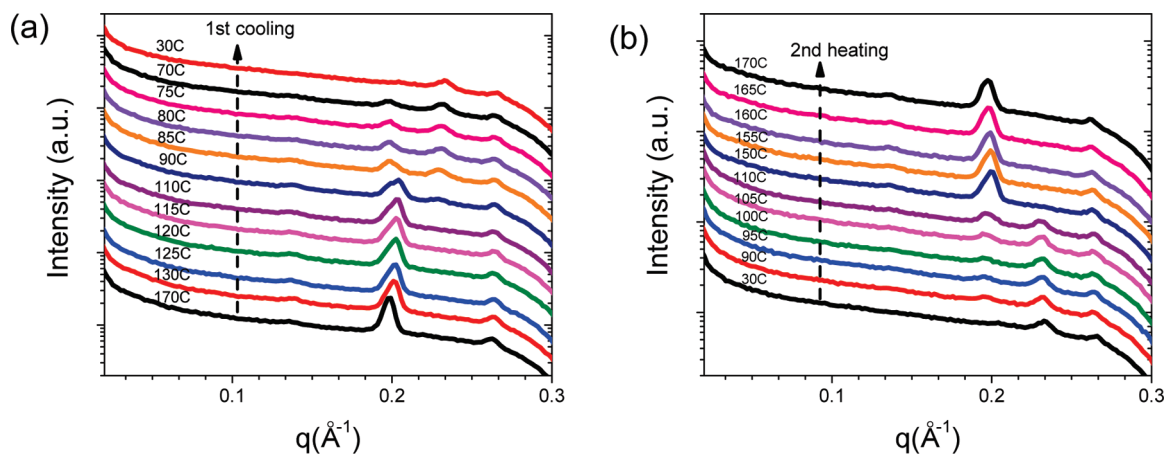 (a)
1st cooling
30C
70C
75C
80C
85C
90C
110C
115C
120C
125C
130C
170C
Intensity (a.u.)
0.1
0.2
0.3
q(Å-1)
(b)
2nd heating
170C
165C
160C
155C
150C
110C
105C
100C
95C
90C
30C
Intensity (a.u.)
0.1
0.2
0.3
q(Å-1)